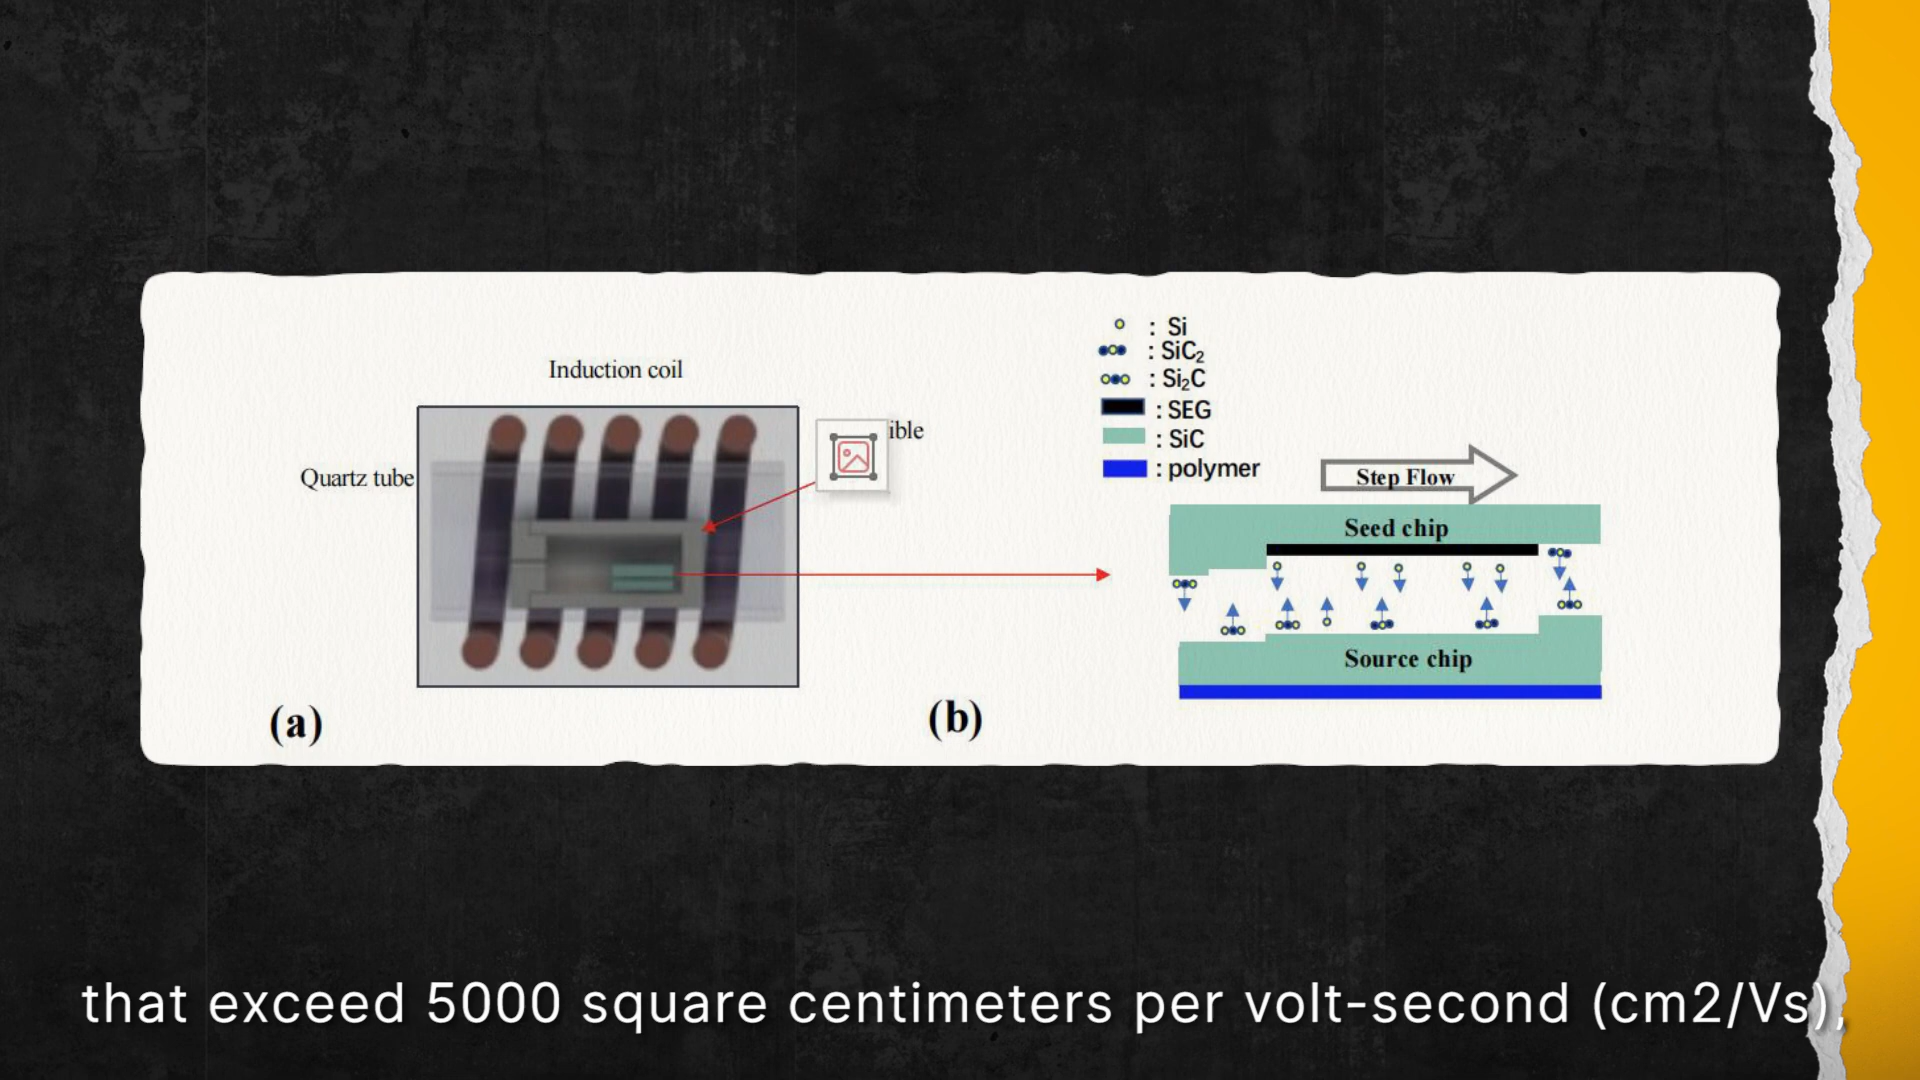 Induction coil
Quartz tube
ible
(a)
: Si
: SiC₂
: Si₂C
: SEG
: SiC
: polymer
Step Flow
Seed chip
Source chip
(b)
that exceed 5000 square centimeters per volt-second (cm2/Vs),